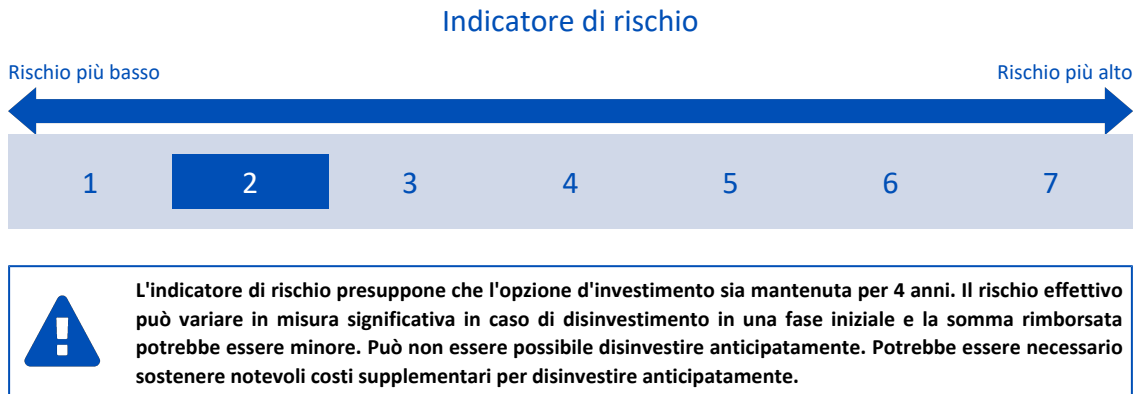 Indicatore di rischio
Rischio più basso Rischio più alto
1 2 3 4 5 6 7
L'indicatore di rischio presuppone che l'opzione d'investimento sia mantenuta per 4 anni. Il rischio effettivo
può variare in misura significativa in caso di disinvestimento in una fase iniziale e la somma rimborsata
potrebbe essere minore. Può non essere possibile disinvestire anticipatamente. Potrebbe essere necessario
sostenere notevoli costi supplementari per disinvestire anticipatamente.